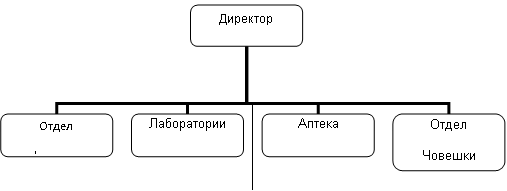 Директор
Отдел
Лаборатории
Аптека
Отдел
Човешки